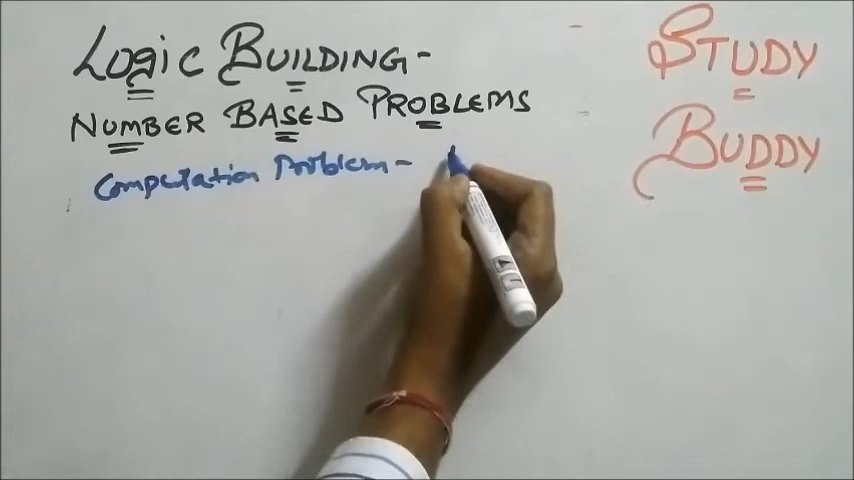 LOGIC BUILDING-
NUMBER BASED PROBLEMS
Computation Problem -
STUDY
BUDDY